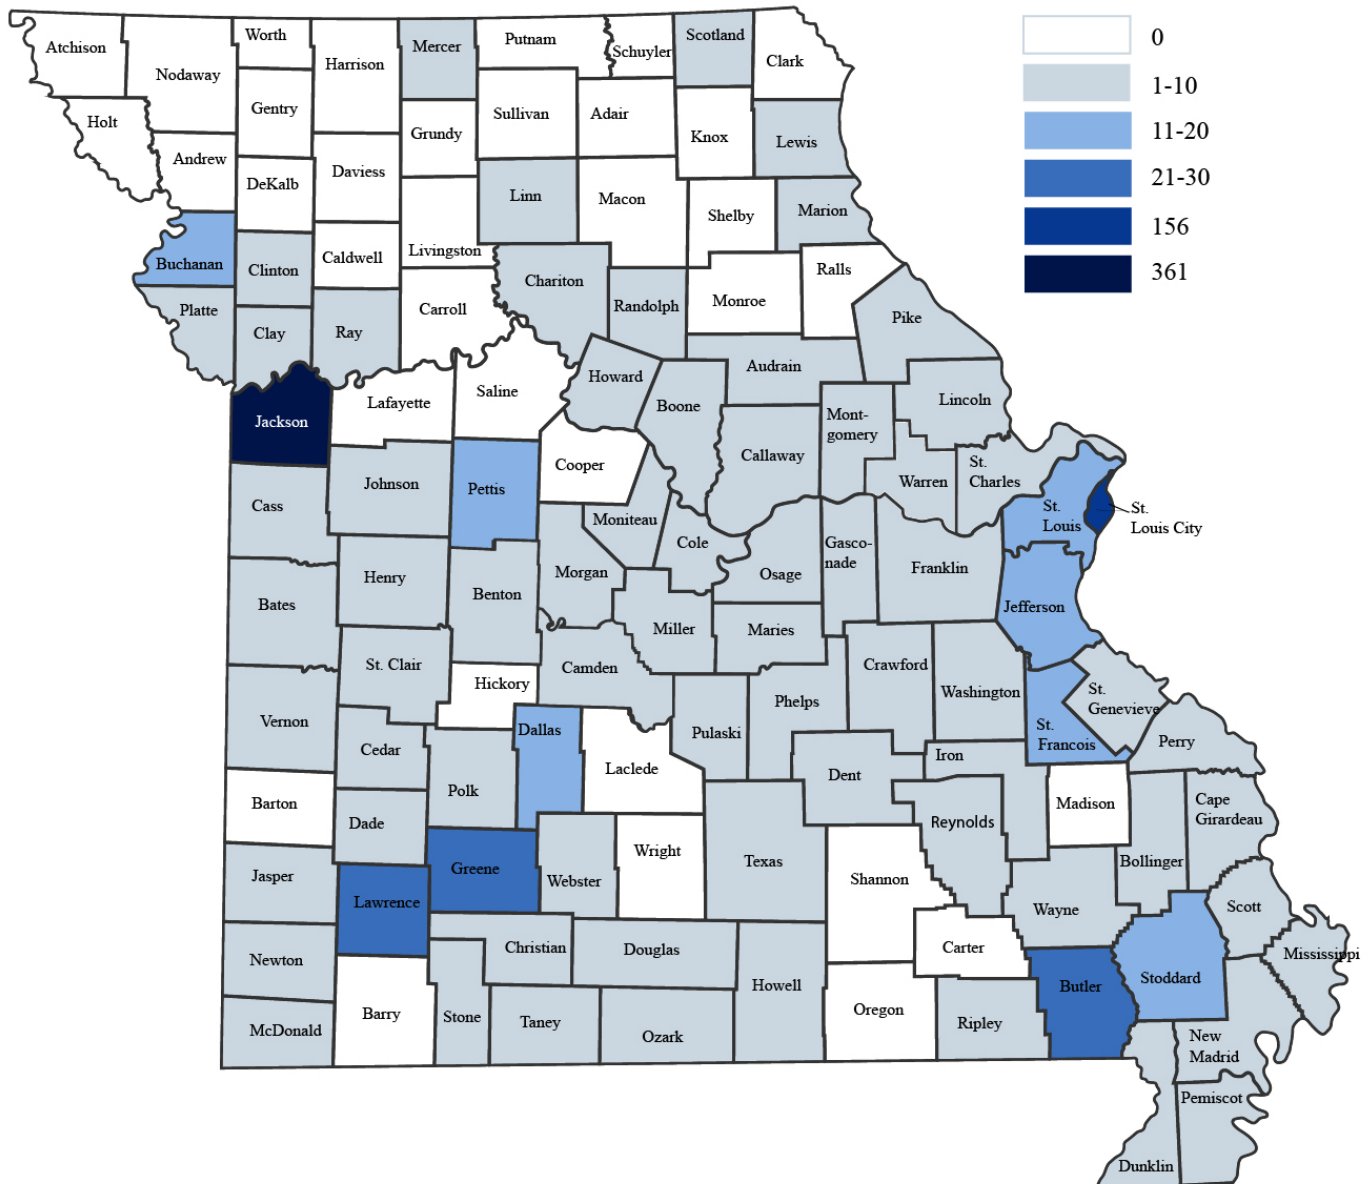 0
1-10
11-20
21-30
156
361
Atchison
Nodaway
Worth
Harrison
Mercer
Putnam
Schuyler
Scotland
Clark
Gentry
Holt
Andrew
DeKalb
Daviess
Grundy
Sullivan
Adair
Knox
Lewis
Linn
Macon
Shelby
Marion
Buchanan
Clinton
Caldwell
Livingston
Chariton
Randolph
Monroe
Ralls
Platte
Clay
Ray
Carroll
Pike
Audrain
Howard
Boone
Saline
Lafayette
Jackson
Lincoln
Mont-
gomery
Callaway
Cooper
Pettis
Johnson
Cass
Warren
St.
Charles
St.
Louis
St.
Louis City
Moniteau
Cole
Osage
Gasco-
nade
Franklin
Jefferson
Morgan
Benton
Henry
Bates
Miller
Maries
St. Clair
Camden
Crawford
Washington
Hickory
Phelps
Pulaski
St.
Genevieve
St.
Francois
Perry
Vernon
Cedar
Dallas
Laclede
Polk
Dent
Iron
Barton
Dade
Madison
Cape
Girardeau
Reynolds
Bollinger
Jasper
Greene
Webster
Wright
Texas
Shannon
Lawrence
Wayne
Scott
Christian
Douglas
Carter
Mississippi
Newton
Howell
Butler
Stoddard
McDonald
Barry
Stone
Taney
Ozark
Oregon
Ripley
New
Madrid
Pemiscot
Dunklin